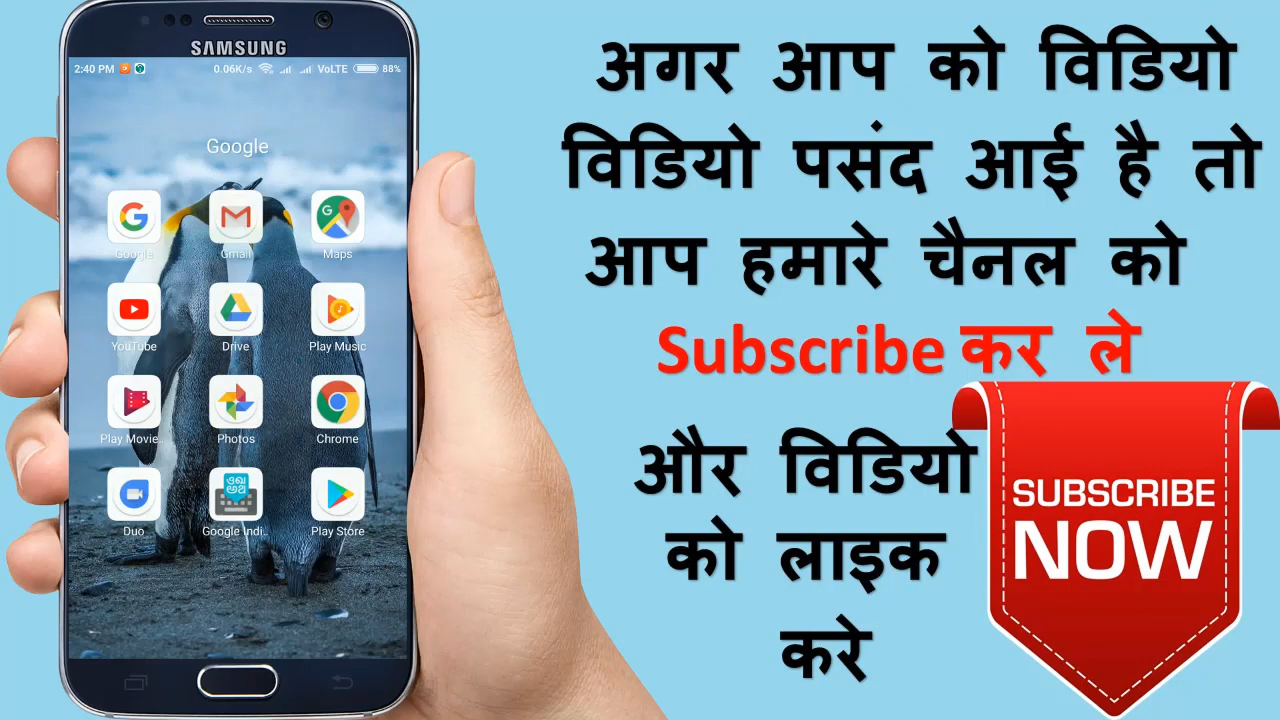 SAMSUNG
2:40 PM 0.06K/s VoLTE 88%
Google
Google Gmail Maps
YouTube Drive Play Music
Play Movie.. Photos Chrome
Duo Google Indi.. Play Store
अगर आप को विडियो
विडियो पसंद आई है तो
आप हमारे चैनल को
Subscribe कर ले
और विडियो
को लाइक
करे
SUBSCRIBE
NOW